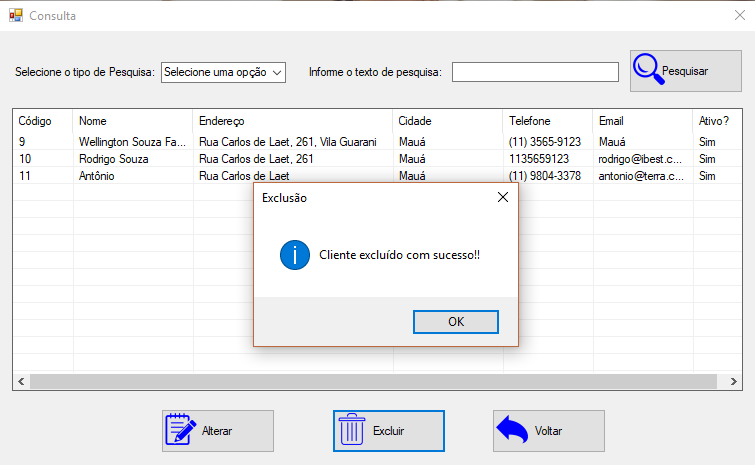 Consulta
Selecione o tipo de Pesquisa: Selecione uma opção Informe o texto de pesquisa: Pesquisar
Código Nome Endereço Cidade Telefone Email Ativo?
9 Wellington Souza Fa... Rua Carlos de Laet, 261, Vila Guarani Mauá (11) 3565-9123 Mauá Sim
10 Rodrigo Souza Rua Carlos de Laet, 261 Mauá 1135659123 rodrigo@ibest.c... Sim
11 Antônio Rua Carlos de Laet Mauá (11) 9804-3378 antonio@terra.c... Sim
Exclusão
Cliente excluído com sucesso!!
OK
Alterar Excluir Voltar